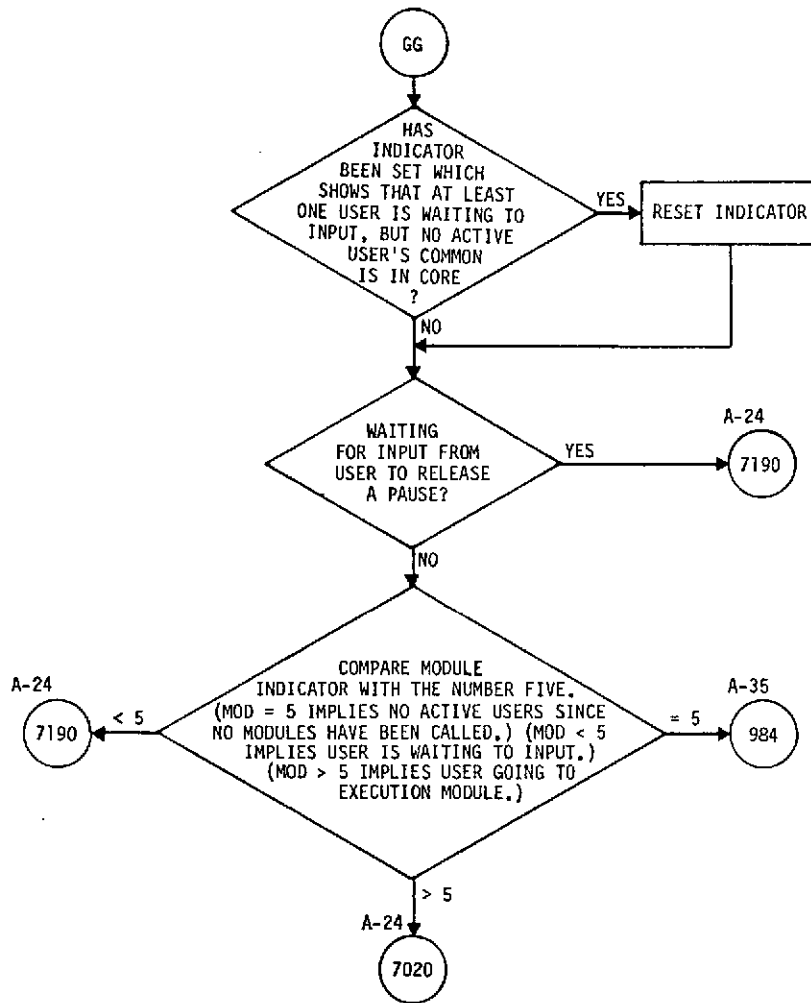 GG
HAS
INDICATOR
BEEN SET WHICH
SHOWS THAT AT LEAST
ONE USER IS WAITING TO
INPUT, BUT NO ACTIVE
USER'S COMMON
IS IN CORE
?
YES
RESET INDICATOR
NO
WAITING
FOR INPUT FROM
USER TO RELEASE
A PAUSE?
YES
A-24
7190
NO
COMPARE MODULE
INDICATOR WITH THE NUMBER FIVE.
(MOD = 5 IMPLIES NO ACTIVE USERS SINCE
NO MODULES HAVE BEEN CALLED.) (MOD < 5
IMPLIES USER IS WAITING TO INPUT.)
(MOD > 5 IMPLIES USER GOING TO
EXECUTION MODULE.)
A-24
7190
< 5
A-35
= 5
984
> 5
A-24
7020